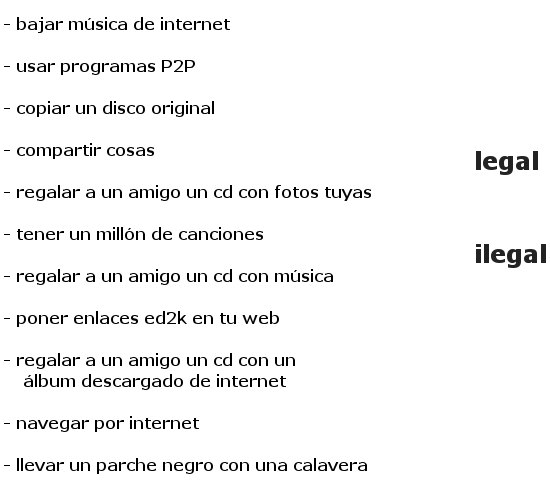 - bajar música de internet
- usar programas P2P
- copiar un disco original
- compartir cosas
legal
- regalar a un amigo un cd con fotos tuyas
- tener un millón de canciones
ilegal
- regalar a un amigo un cd con música
- poner enlaces ed2k en tu web
- regalar a un amigo un cd con un
álbum descargado de internet
- navegar por internet
- llevar un parche negro con una calavera